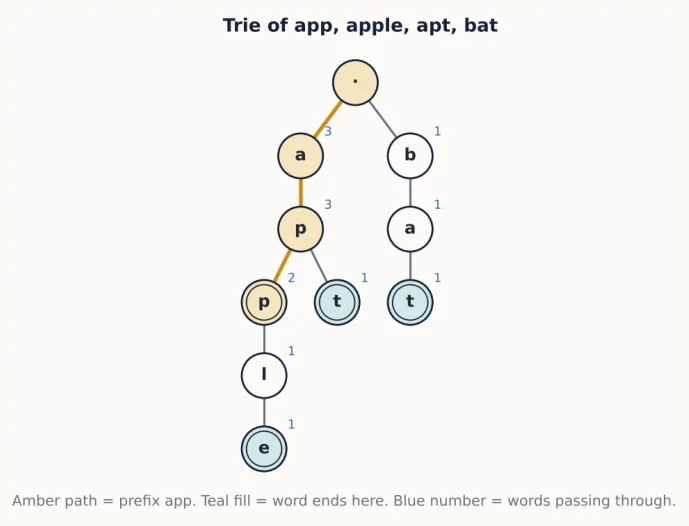 Trie of app, apple, apt, bat
·
3 1
a b
3 1
p a
2 1 1
p t t
1
l
1
e
Amber path = prefix app. Teal fill = word ends here. Blue number = words passing through.